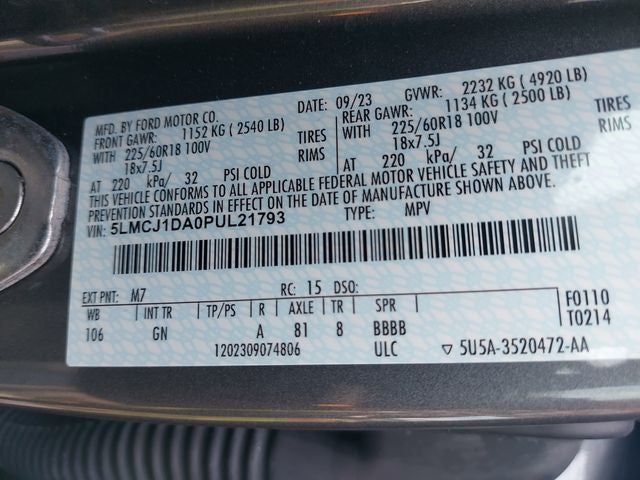 MFD. BY FORD MOTOR CO. DATE: 09/23 GVWR: 2232 KG ( 4920 LB)
FRONT GAWR: 1152 KG ( 2540 LB) REAR GAWR: 1134 KG ( 2500 LB)
WITH 225/60R18 100V TIRES WITH 225/60R18 100V TIRES
18x7.5J RIMS 18x7.5J RIMS
AT 220 kPa/ 32 PSI COLD AT 220 kPa/ 32 PSI COLD
THIS VEHICLE CONFORMS TO ALL APPLICABLE FEDERAL MOTOR VEHICLE SAFETY AND THEFT
PREVENTION STANDARDS IN EFFECT ON THE DATE OF MANUFACTURE SHOWN ABOVE.
VIN: 5LMCJ1DA0PUL21793 TYPE: MPV
EXT PNT: M7 RC: 15 DSO: F0110
WB INT TR TP/PS R AXLE TR SPR T0214
106 GN A 81 8 BBBB
1202309074806 ULC ▽ 5U5A-3520472-AA